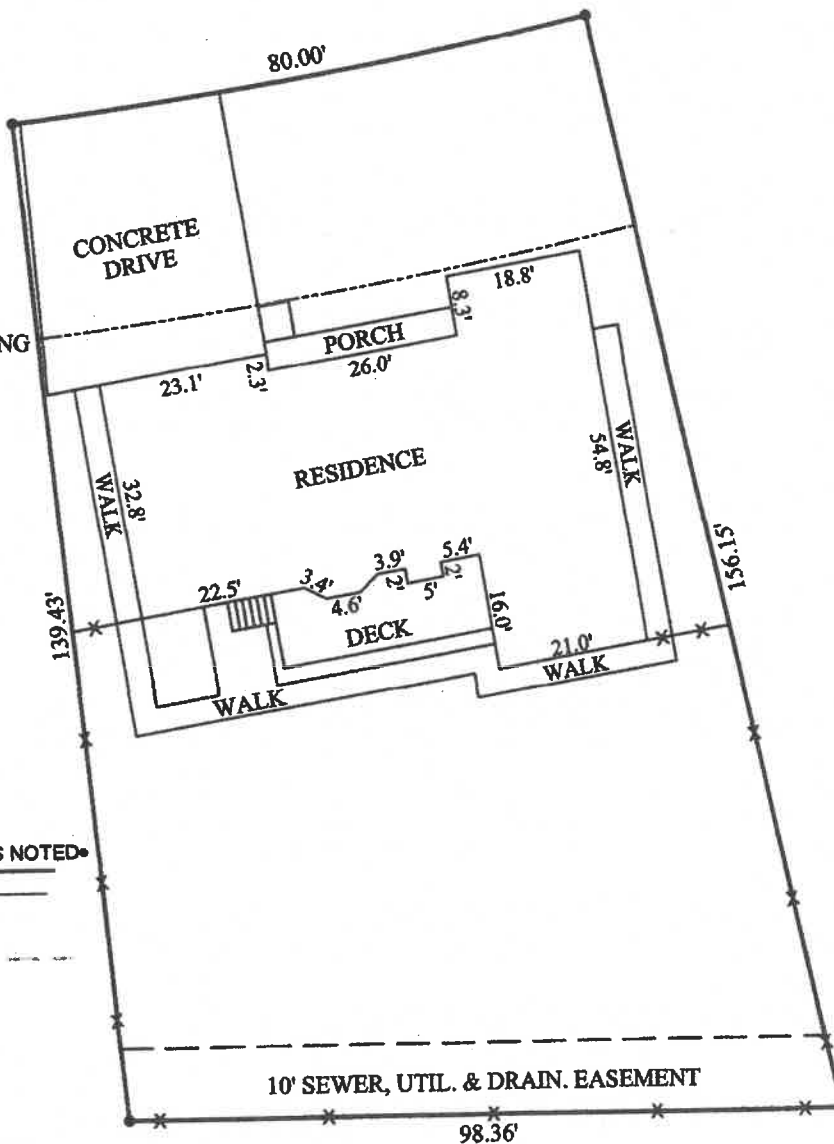 80.00'
CONCRETE
DRIVE
18.8'
8.3'
NG
PORCH
26.0'
2.3'
23.1'
WALK
54.8'
RESIDENCE
WALK
32.8'
156.15'
5.4'
2'
5'
3.9'
2'
3.4'
4.6'
22.5'
16.0'
DECK
139.43'
21.0'
WALK
WALK
S NOTED
10' SEWER, UTIL. & DRAIN. EASEMENT
98.36'